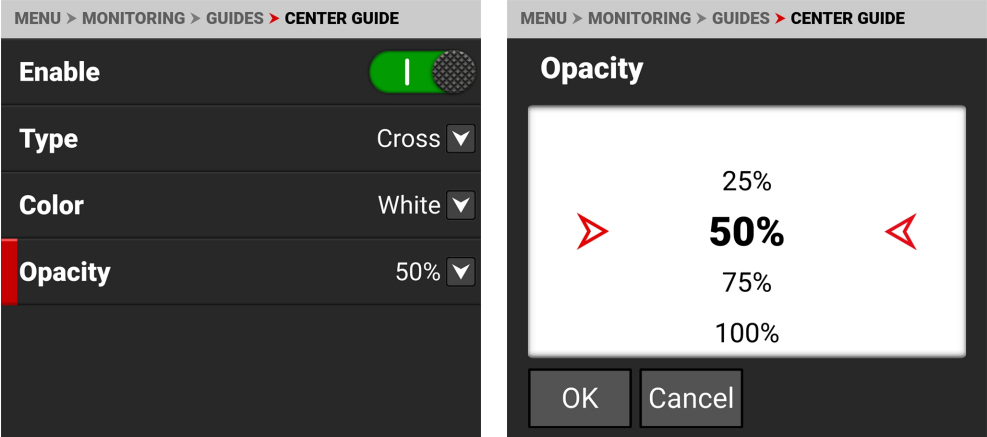 MENU > MONITORING > GUIDES > CENTER GUIDE
Enable
Type Cross
Color White
Opacity 50%
MENU > MONITORING > GUIDES > CENTER GUIDE
Opacity
25%
50%
75%
100%
OK Cancel